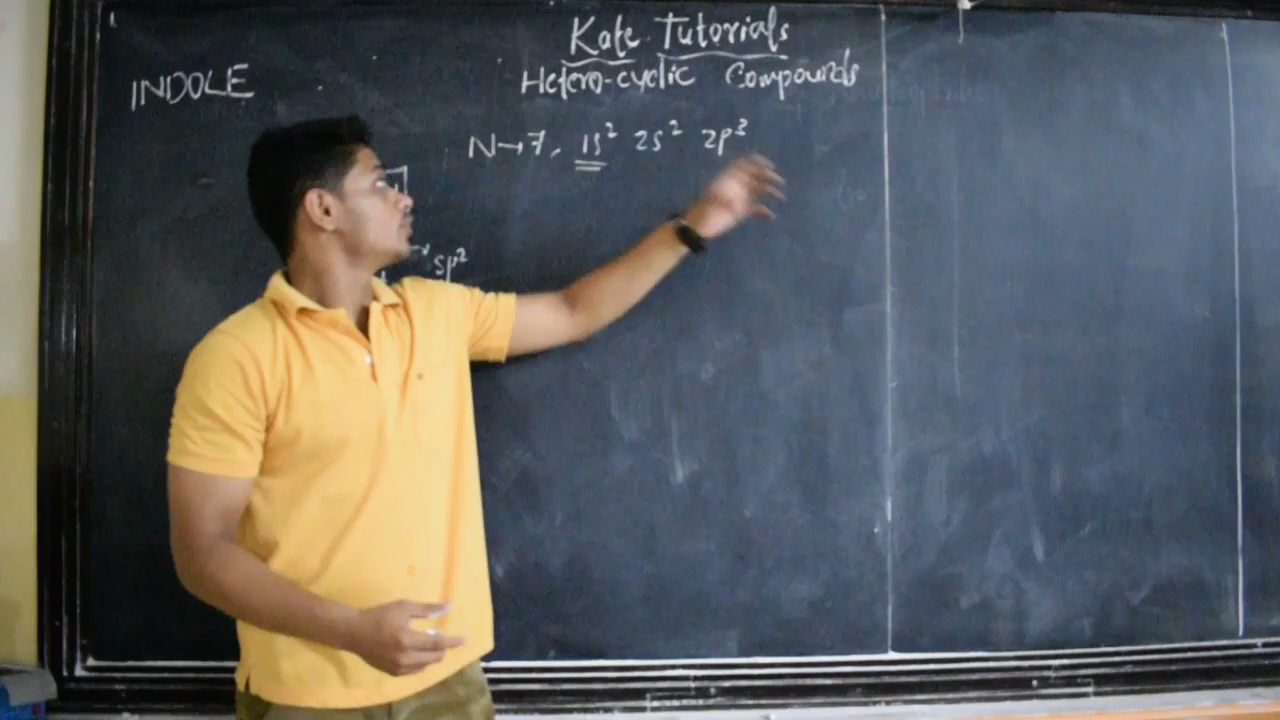 Kate Tutorials
Hetero-cyclic Compounds
INDOLE
N→7, 1s² 2s² 2p³
sp²